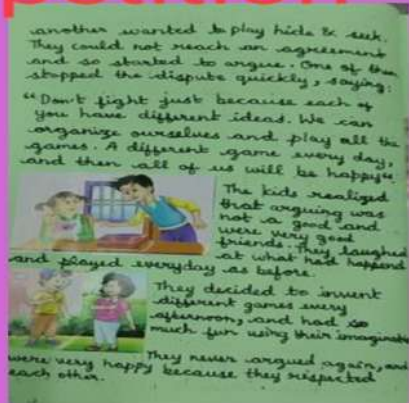 another wanted to play hide & seek.
They could not reach an agreement
and so started to argue. One of them
stopped the dispute quickly, saying:
"Don't fight just because each of
you have different ideas. We can
organize ourselves and play all the
games. A different game every day,
and then all of us will be happy"
The kids realized
that arguing was
not a good and
were very good
friends. They laughed
at what had happend
and played everyday as before.
They decided to invent
different games every
afternoon, and had so
much fun using their
They never argued again, and
were very happy because they respected
each other.